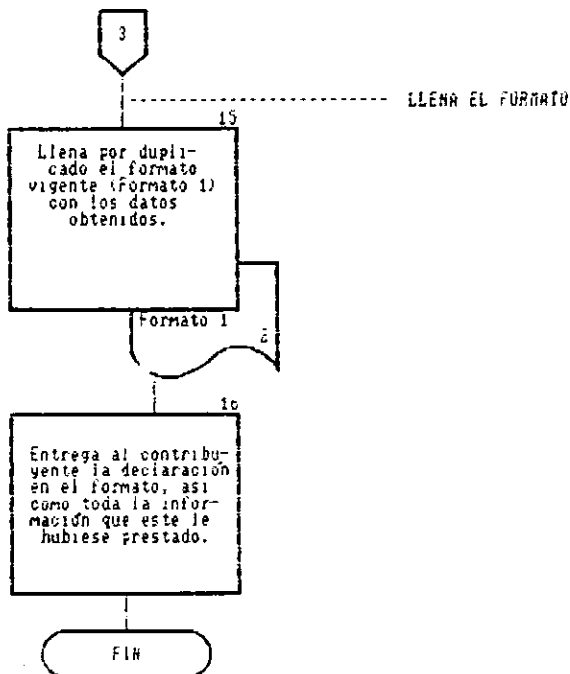 3
LLENA EL FORMATO
15
Llena por dupli-
cado el formato
vigente (Formato 1)
con los datos
obtenidos.
Formato 1
2
16
Entrega al contribu-
yente la declaración
en el formato, asi
como toda la infor-
mación que este le
hubiese prestado.
FIN